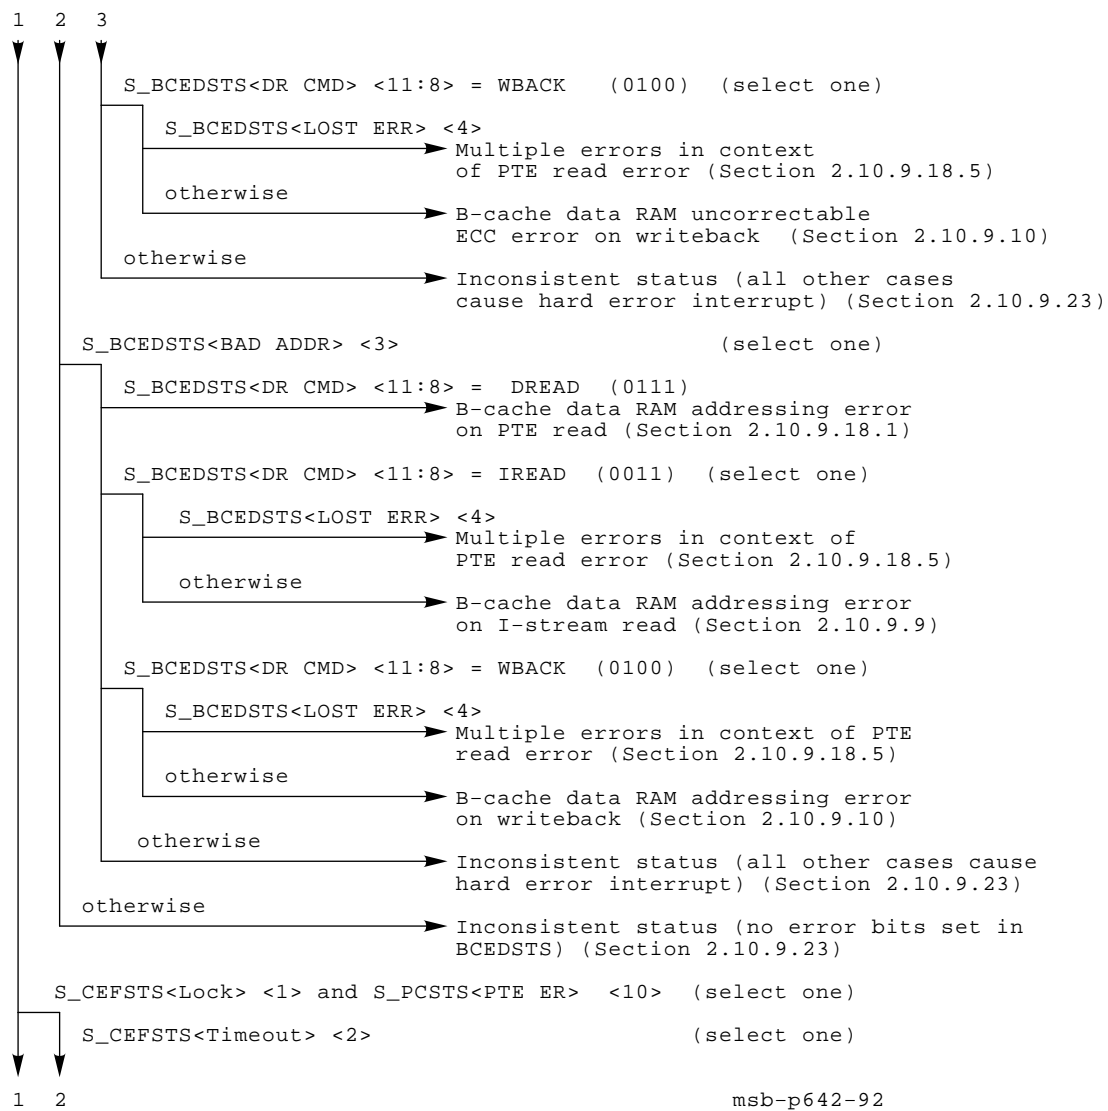 1 2 3
S_BCEDSTS<DR CMD> <11:8> = WBACK (0100) (select one)
S_BCEDSTS<LOST ERR> <4>
Multiple errors in context
of PTE read error (Section 2.10.9.18.5)
otherwise
B-cache data RAM uncorrectable
ECC error on writeback (Section 2.10.9.10)
otherwise
Inconsistent status (all other cases
cause hard error interrupt) (Section 2.10.9.23)
S_BCEDSTS<BAD ADDR> <3> (select one)
S_BCEDSTS<DR CMD> <11:8> = DREAD (0111)
B-cache data RAM addressing error
on PTE read (Section 2.10.9.18.1)
S_BCEDSTS<DR CMD> <11:8> = IREAD (0011) (select one)
S_BCEDSTS<LOST ERR> <4>
Multiple errors in context of
PTE read error (Section 2.10.9.18.5)
otherwise
B-cache data RAM addressing error
on I-stream read (Section 2.10.9.9)
S_BCEDSTS<DR CMD> <11:8> = WBACK (0100) (select one)
S_BCEDSTS<LOST ERR> <4>
Multiple errors in context of PTE
read error (Section 2.10.9.18.5)
otherwise
B-cache data RAM addressing error
on writeback (Section 2.10.9.10)
otherwise
Inconsistent status (all other cases cause
hard error interrupt) (Section 2.10.9.23)
otherwise
Inconsistent status (no error bits set in
BCEDSTS) (Section 2.10.9.23)
S_CEFSTS<Lock> <1> and S_PCSTS<PTE ER> <10> (select one)
S_CEFSTS<Timeout> <2> (select one)
1 2
msb-p642-92